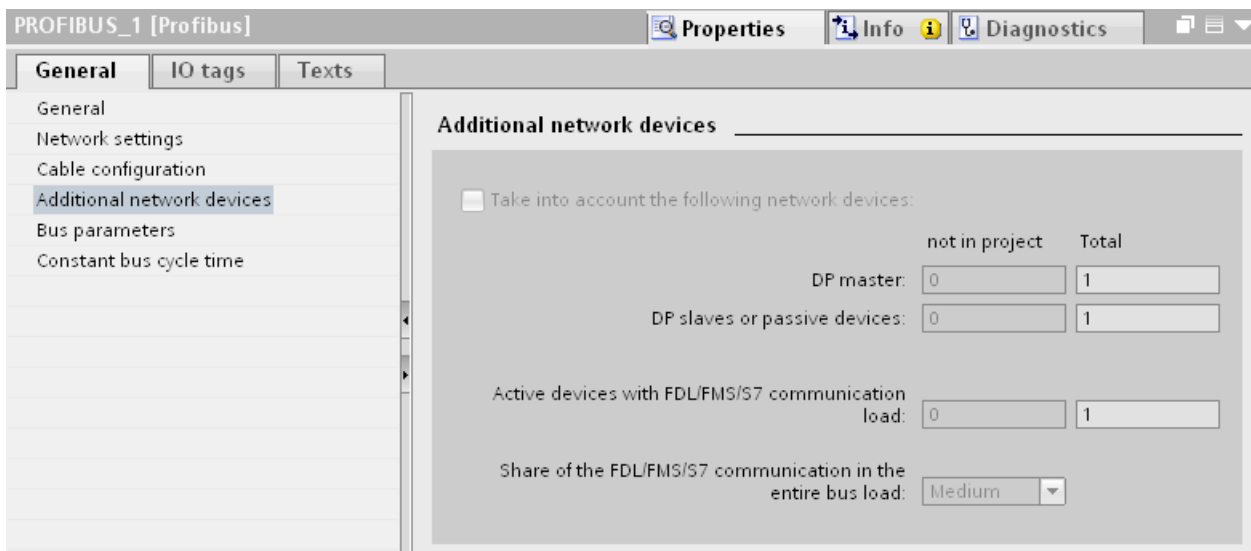 PROFIBUS_1 [Profibus]
Properties
Info
Diagnostics
General
IO tags
Texts
General
Network settings
Cable configuration
Additional network devices
Bus parameters
Constant bus cycle time
Additional network devices
Take into account the following network devices:
not in project
Total
DP master:
0
1
DP slaves or passive devices:
0
1
Active devices with FDL/FMS/S7 communication
load:
0
1
Share of the FDL/FMS/S7 communication in the
entire bus load:
Medium